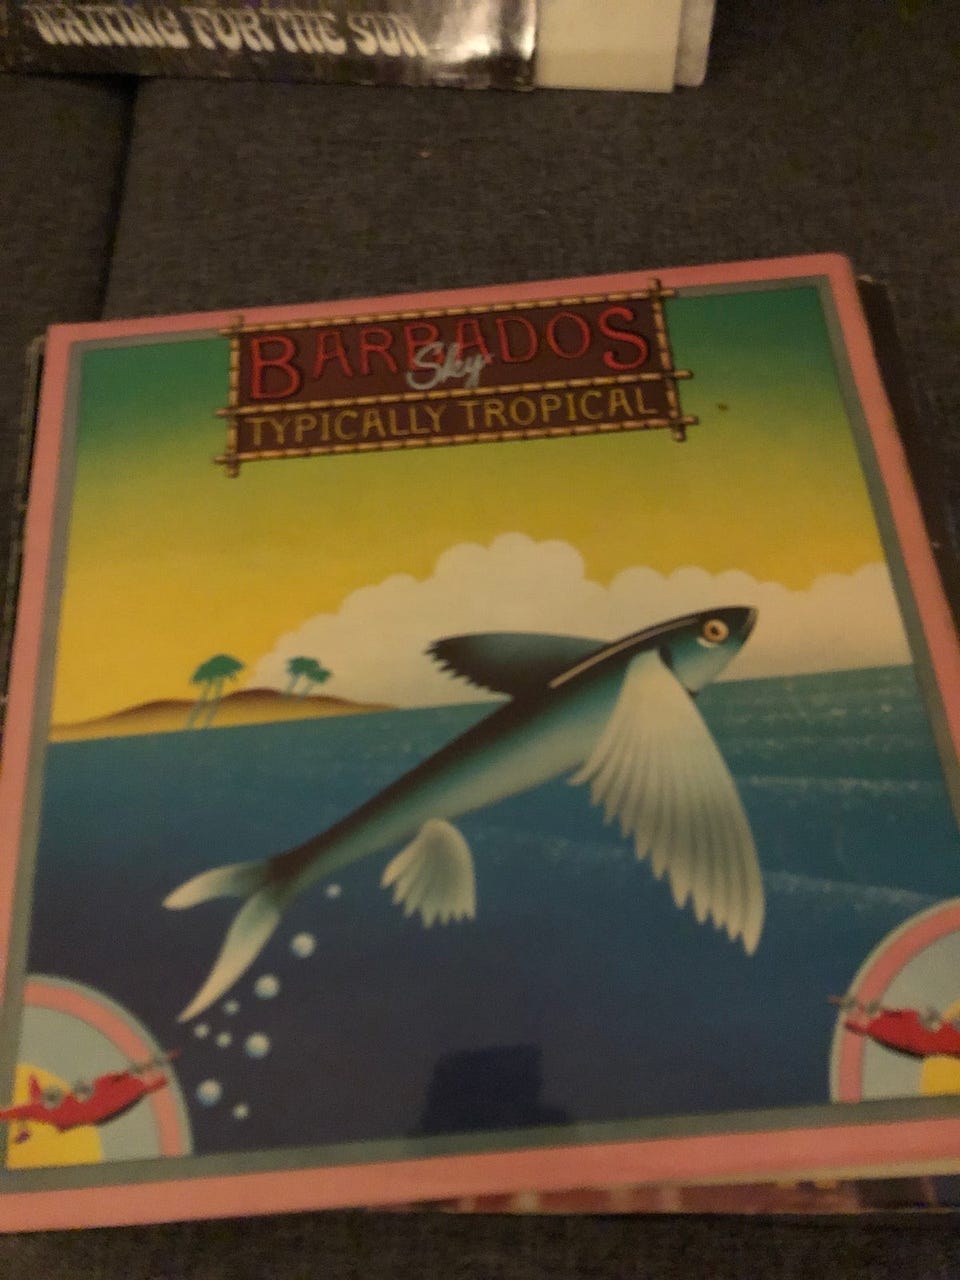 WAITING FOR THE SUN
BARBADOS
Sky
TYPICALLY TROPICAL